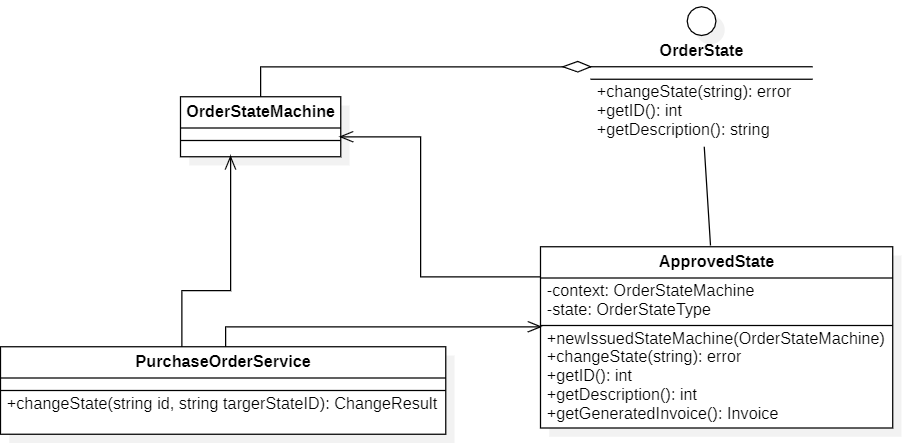 OrderState
+changeState(string): error
+getID(): int
+getDescription(): string
OrderStateMachine
ApprovedState
-context: OrderStateMachine
-state: OrderStateType
+newIssuedStateMachine(OrderStateMachine)
+changeState(string): error
+getID(): int
+getDescription(): int
+getGeneratedInvoice(): Invoice
PurchaseOrderService
+changeState(string id, string targerStateID): ChangeResult